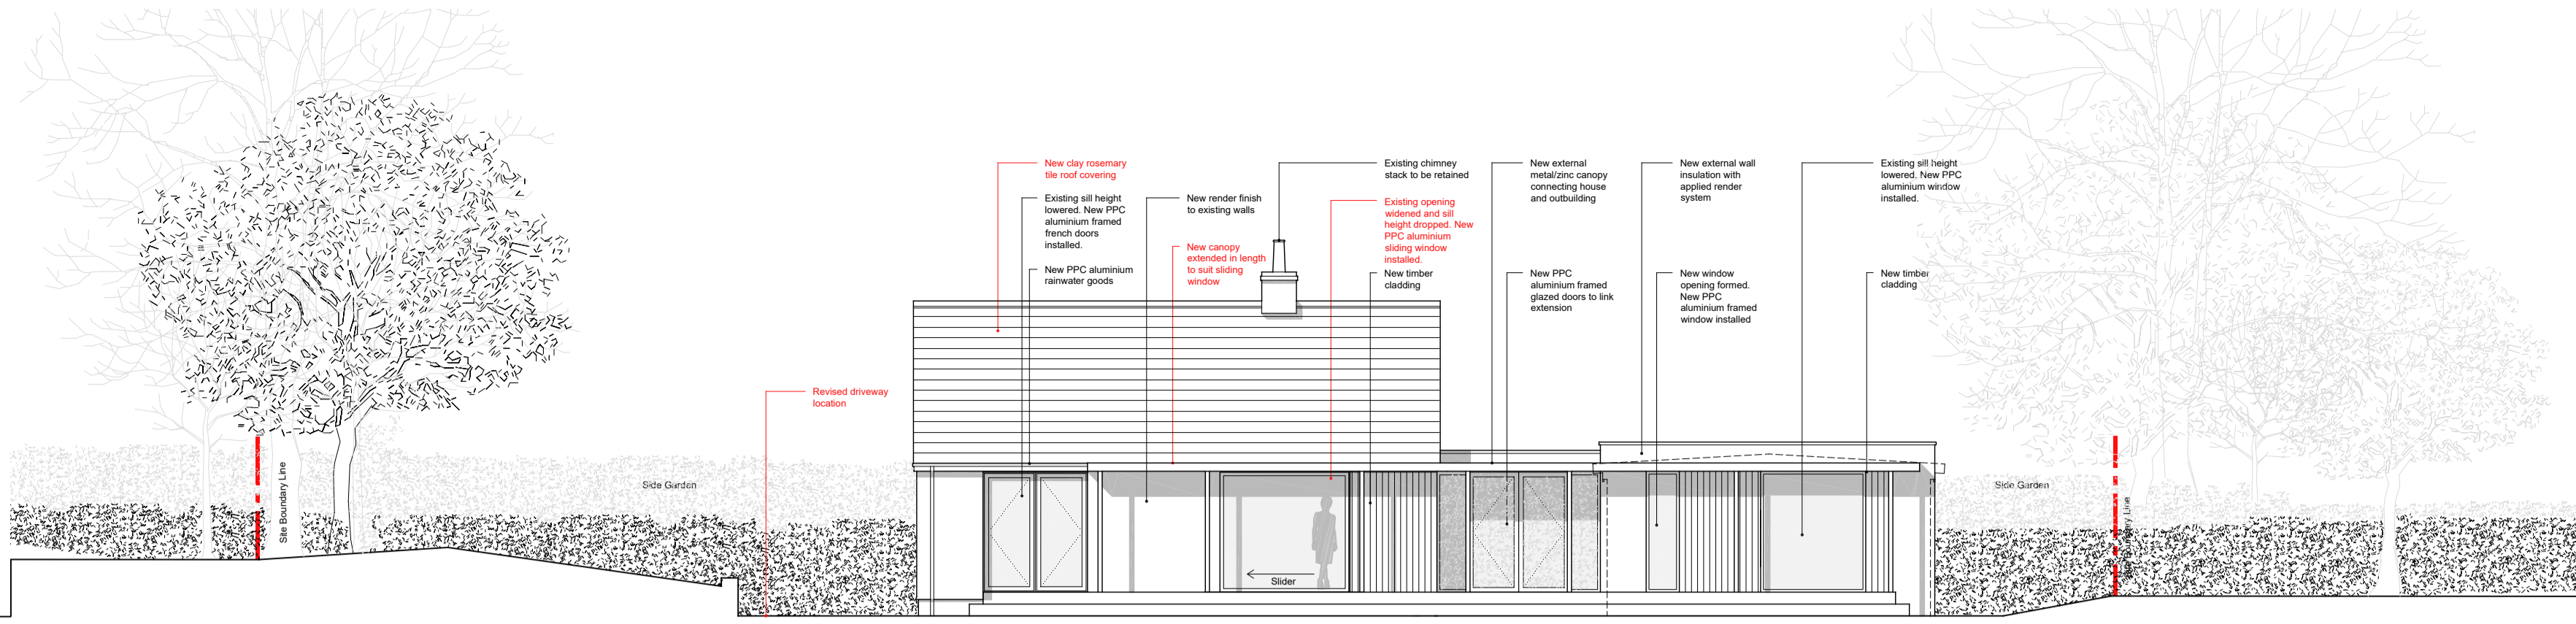 New clay rosemary
tile roof covering
Existing sill height
lowered. New PPC
aluminium framed
french doors
installed.
New PPC aluminium
rainwater goods
New render finish
to existing walls
New canopy
extended in length
to suit sliding
window
Existing chimney
stack to be retained
Existing opening
widened and sill
height dropped. New
PPC aluminium
sliding window
installed.
New timber
cladding
New external
metal/zinc canopy
connecting house
and outbuilding
New PPC
aluminium framed
glazed doors to link
extension
New external wall
insulation with
applied render
system
New window
opening formed.
New PPC
aluminium framed
window installed
Existing sill height
lowered. New PPC
aluminium window
installed.
New timber
cladding
Revised driveway
location
Site Boundary Line
Side Garden
Slider
Side Garden
Site Boundary Line